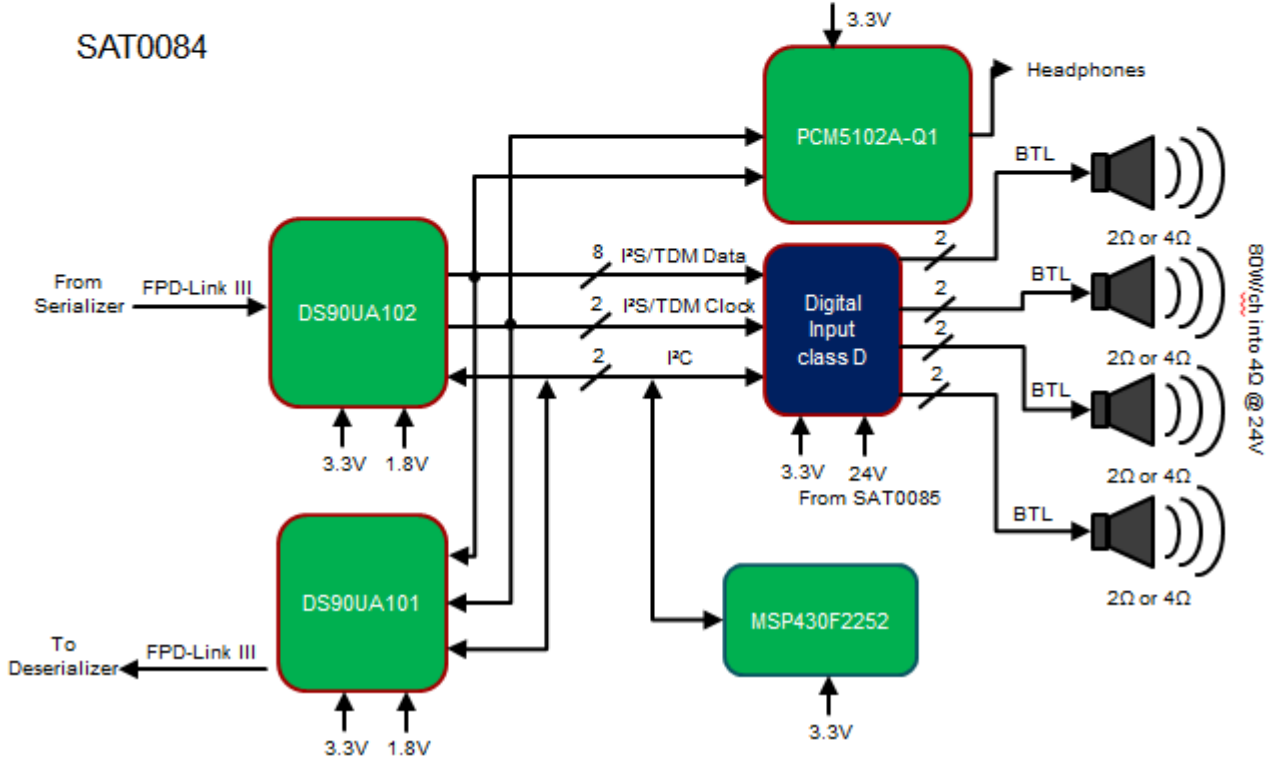 SAT0084
3.3V
Headphones
PCM5102A-Q1
BTL
2Ω or 4Ω
8
I²S/TDM Data
2
BTL
From
Serializer
FPD-Link III
DS90UA102
2
I²S/TDM Clock
Digital
Input
class D
2
2Ω or 4Ω
2
I²C
2
BTL
2
2Ω or 4Ω
80W/ch into 4Ω @ 24V
3.3V
1.8V
3.3V
24V
From SAT0085
BTL
2Ω or 4Ω
DS90UA101
MSP430F2252
To
Deserializer
FPD-Link III
3.3V
1.8V
3.3V